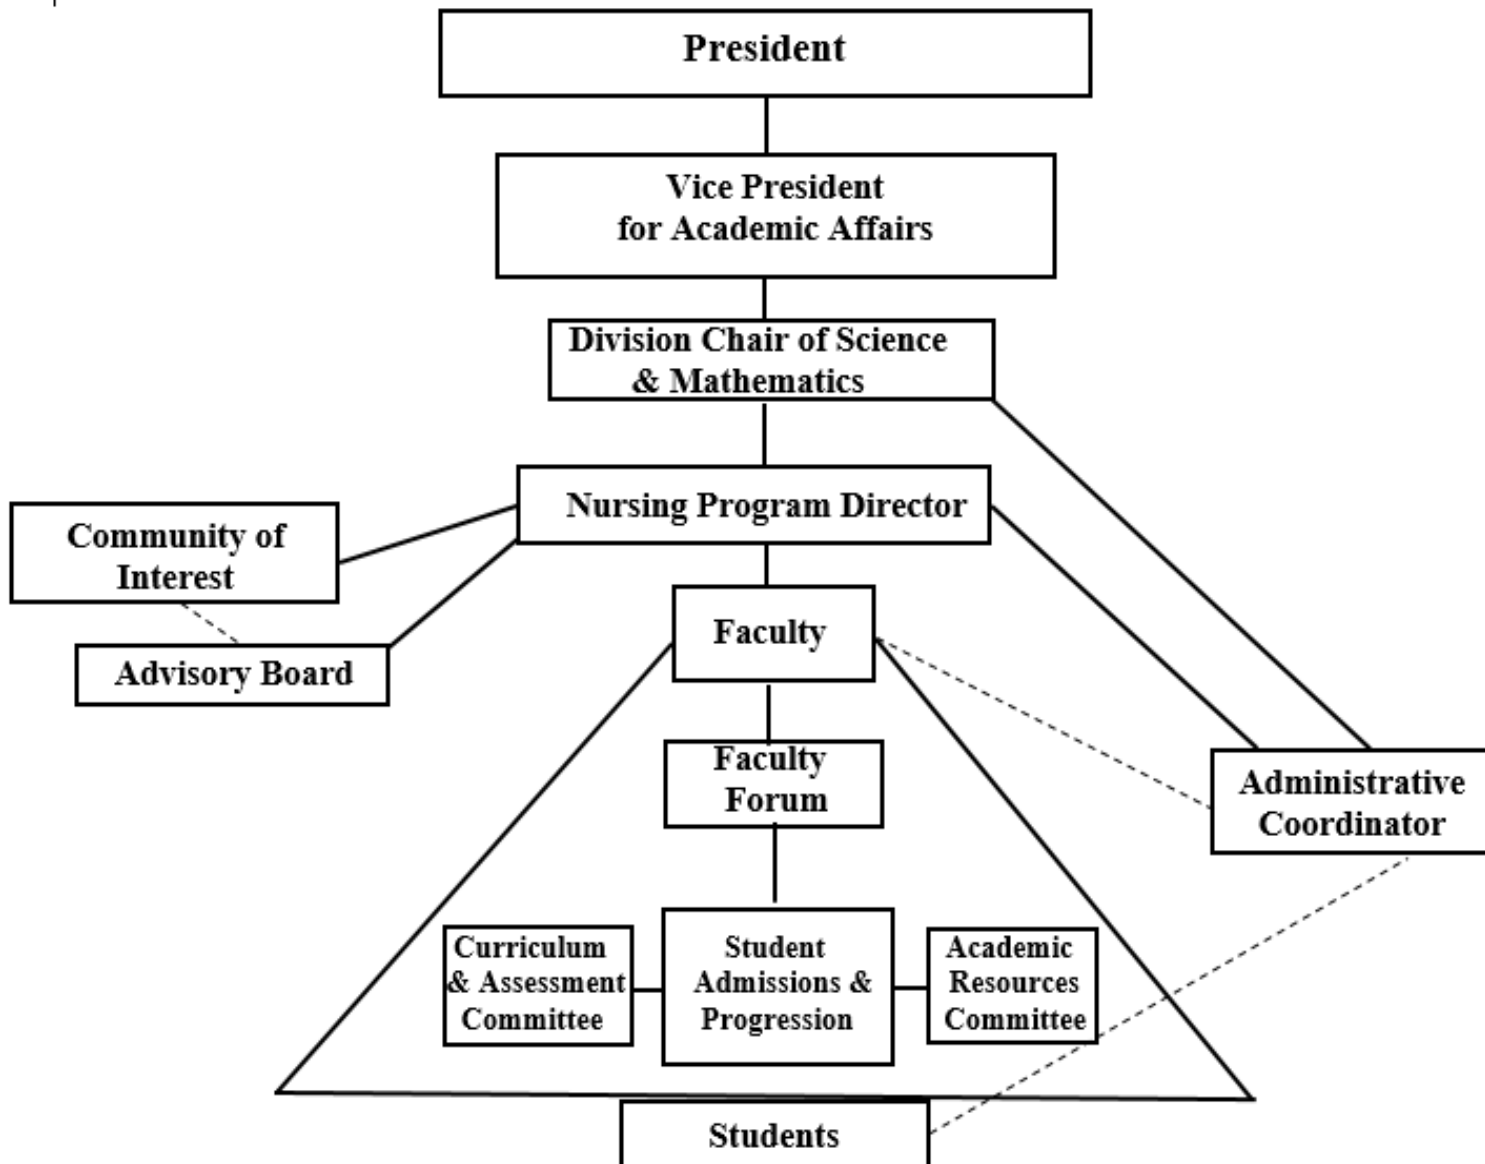 President
Vice President
for Academic Affairs
Division Chair of Science
& Mathematics
Nursing Program Director
Community of
Interest
Advisory Board
Faculty
Faculty
Forum
Administrative
Coordinator
Curriculum
& Assessment
Committee
Student
Admissions &
Progression
Academic
Resources
Committee
Students